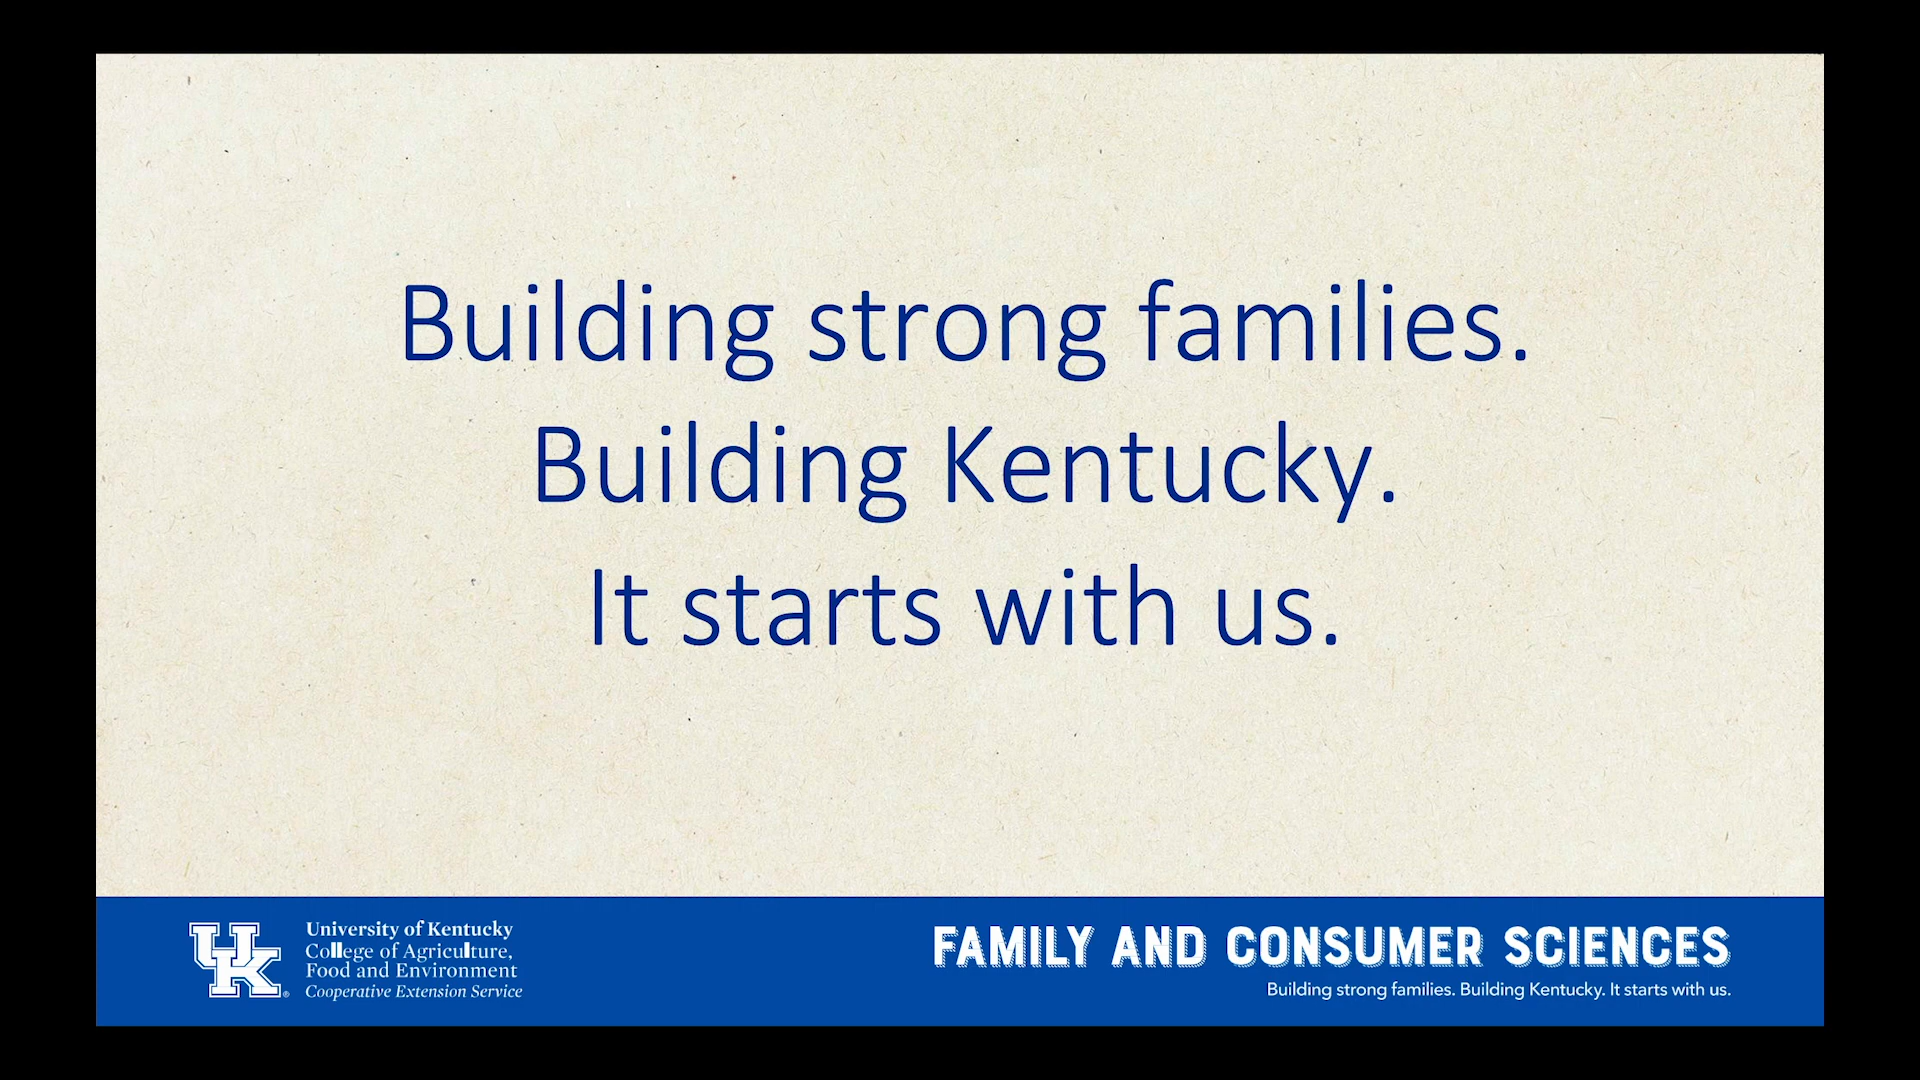 Building strong families.
Building Kentucky.
It starts with us.
UK
University of Kentucky
College of Agriculture,
Food and Environment
Cooperative Extension Service
FAMILY AND CONSUMER SCIENCES
Building strong families. Building Kentucky. It starts with us.